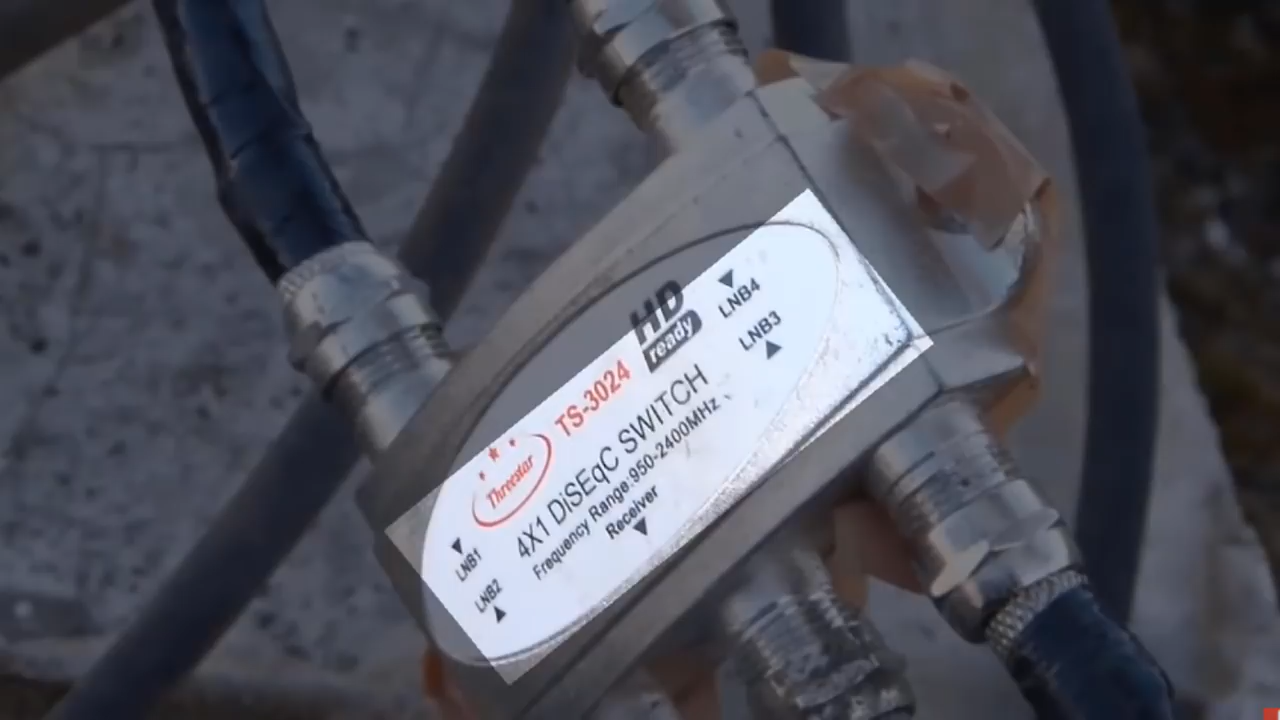 HD
ready
LNB4
LNB3
Threestar
TS-3024
4X1 DiSEqC SWITCH
Frequency Range:950-2400MHz
Receiver
LNB1
LNB2